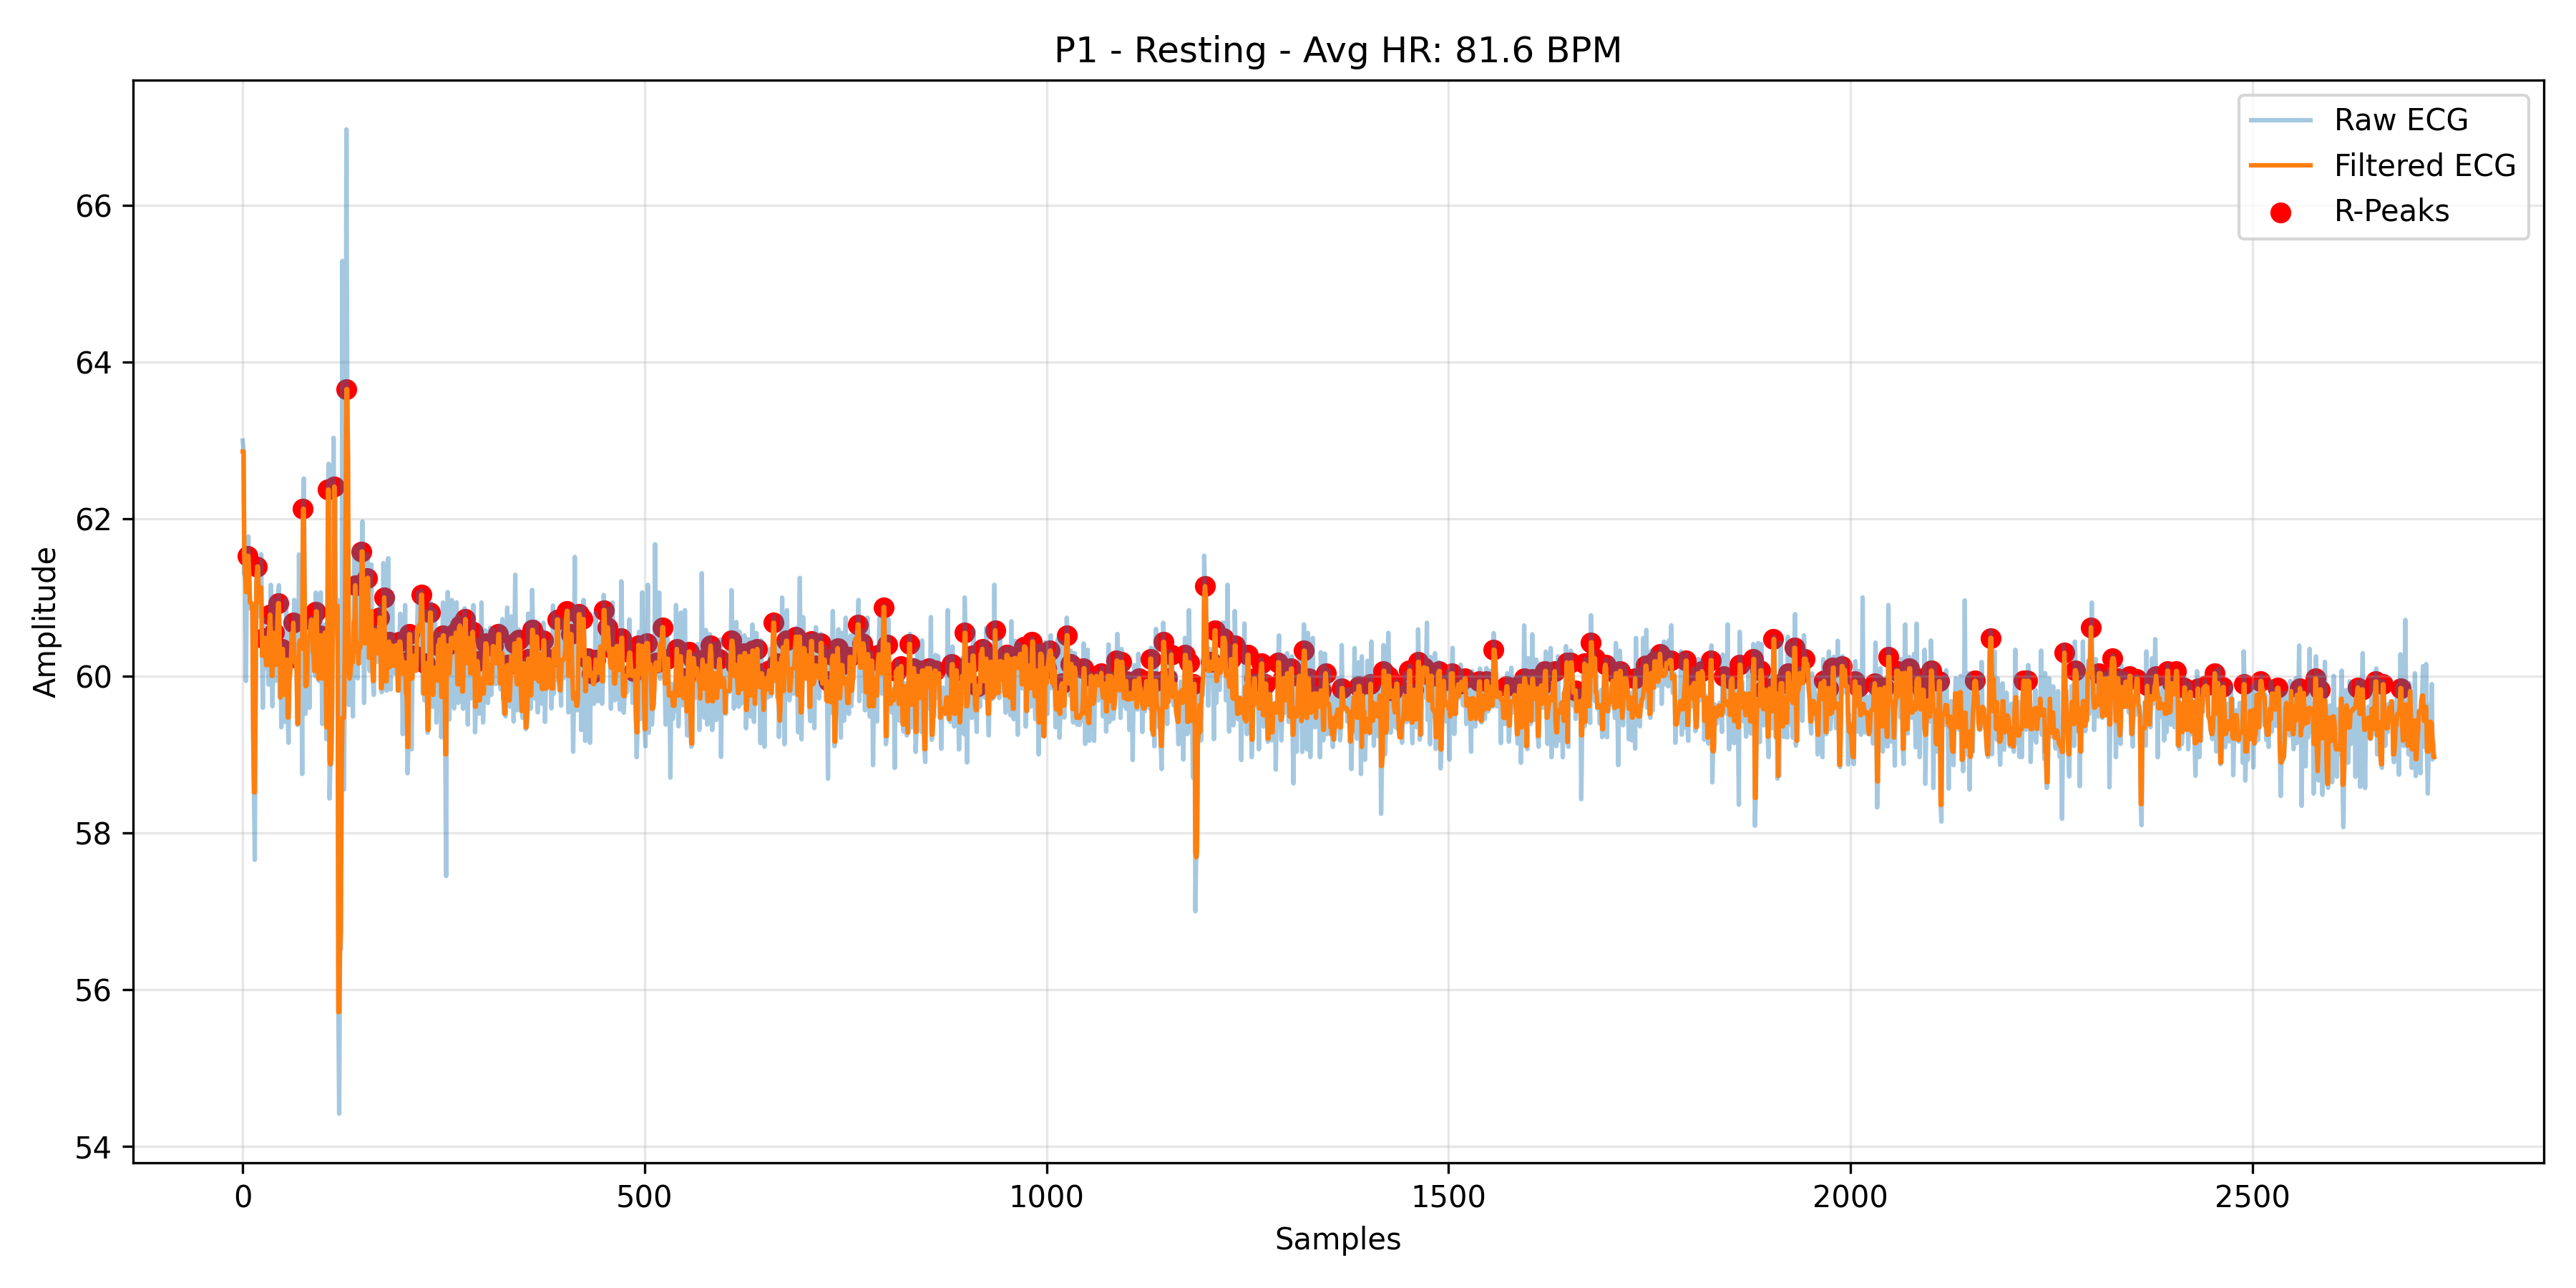 P1 - Resting - Avg HR: 81.6 BPM
Raw ECG
Filtered ECG
R-Peaks
Amplitude
66
64
62
60
58
56
54
0
500
1000
1500
2000
2500
Samples